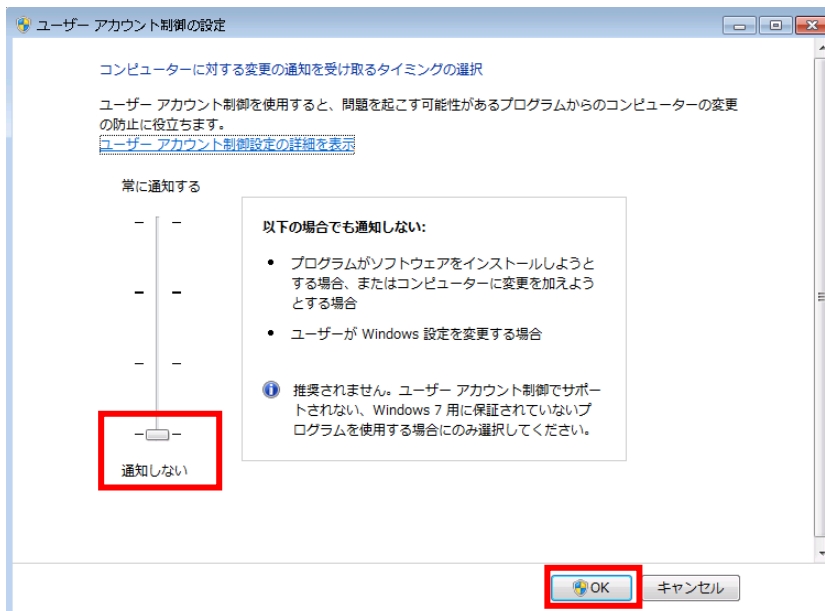 ユーザー アカウント制御の設定
コンピューターに対する変更の通知を受け取るタイミングの選択
ユーザー アカウント制御を使用すると、問題を起こす可能性があるプログラムからのコンピューターの変更
の防止に役立ちます。
ユーザー アカウント制御設定の詳細を表示
常に通知する
以下の場合でも通知しない:
• プログラムがソフトウェアをインストールしようと
する場合、またはコンピューターに変更を加えよう
とする場合
• ユーザーが Windows 設定を変更する場合
推奨されません。ユーザー アカウント制御でサポー
トされない、Windows 7 用に保証されていないプ
ログラムを使用する場合にのみ選択してください。
通知しない
OK
キャンセル